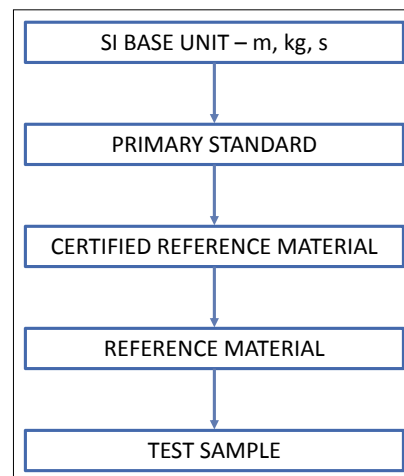 SI BASE UNIT – m, kg, s
PRIMARY STANDARD
CERTIFIED REFERENCE MATERIAL
REFERENCE MATERIAL
TEST SAMPLE